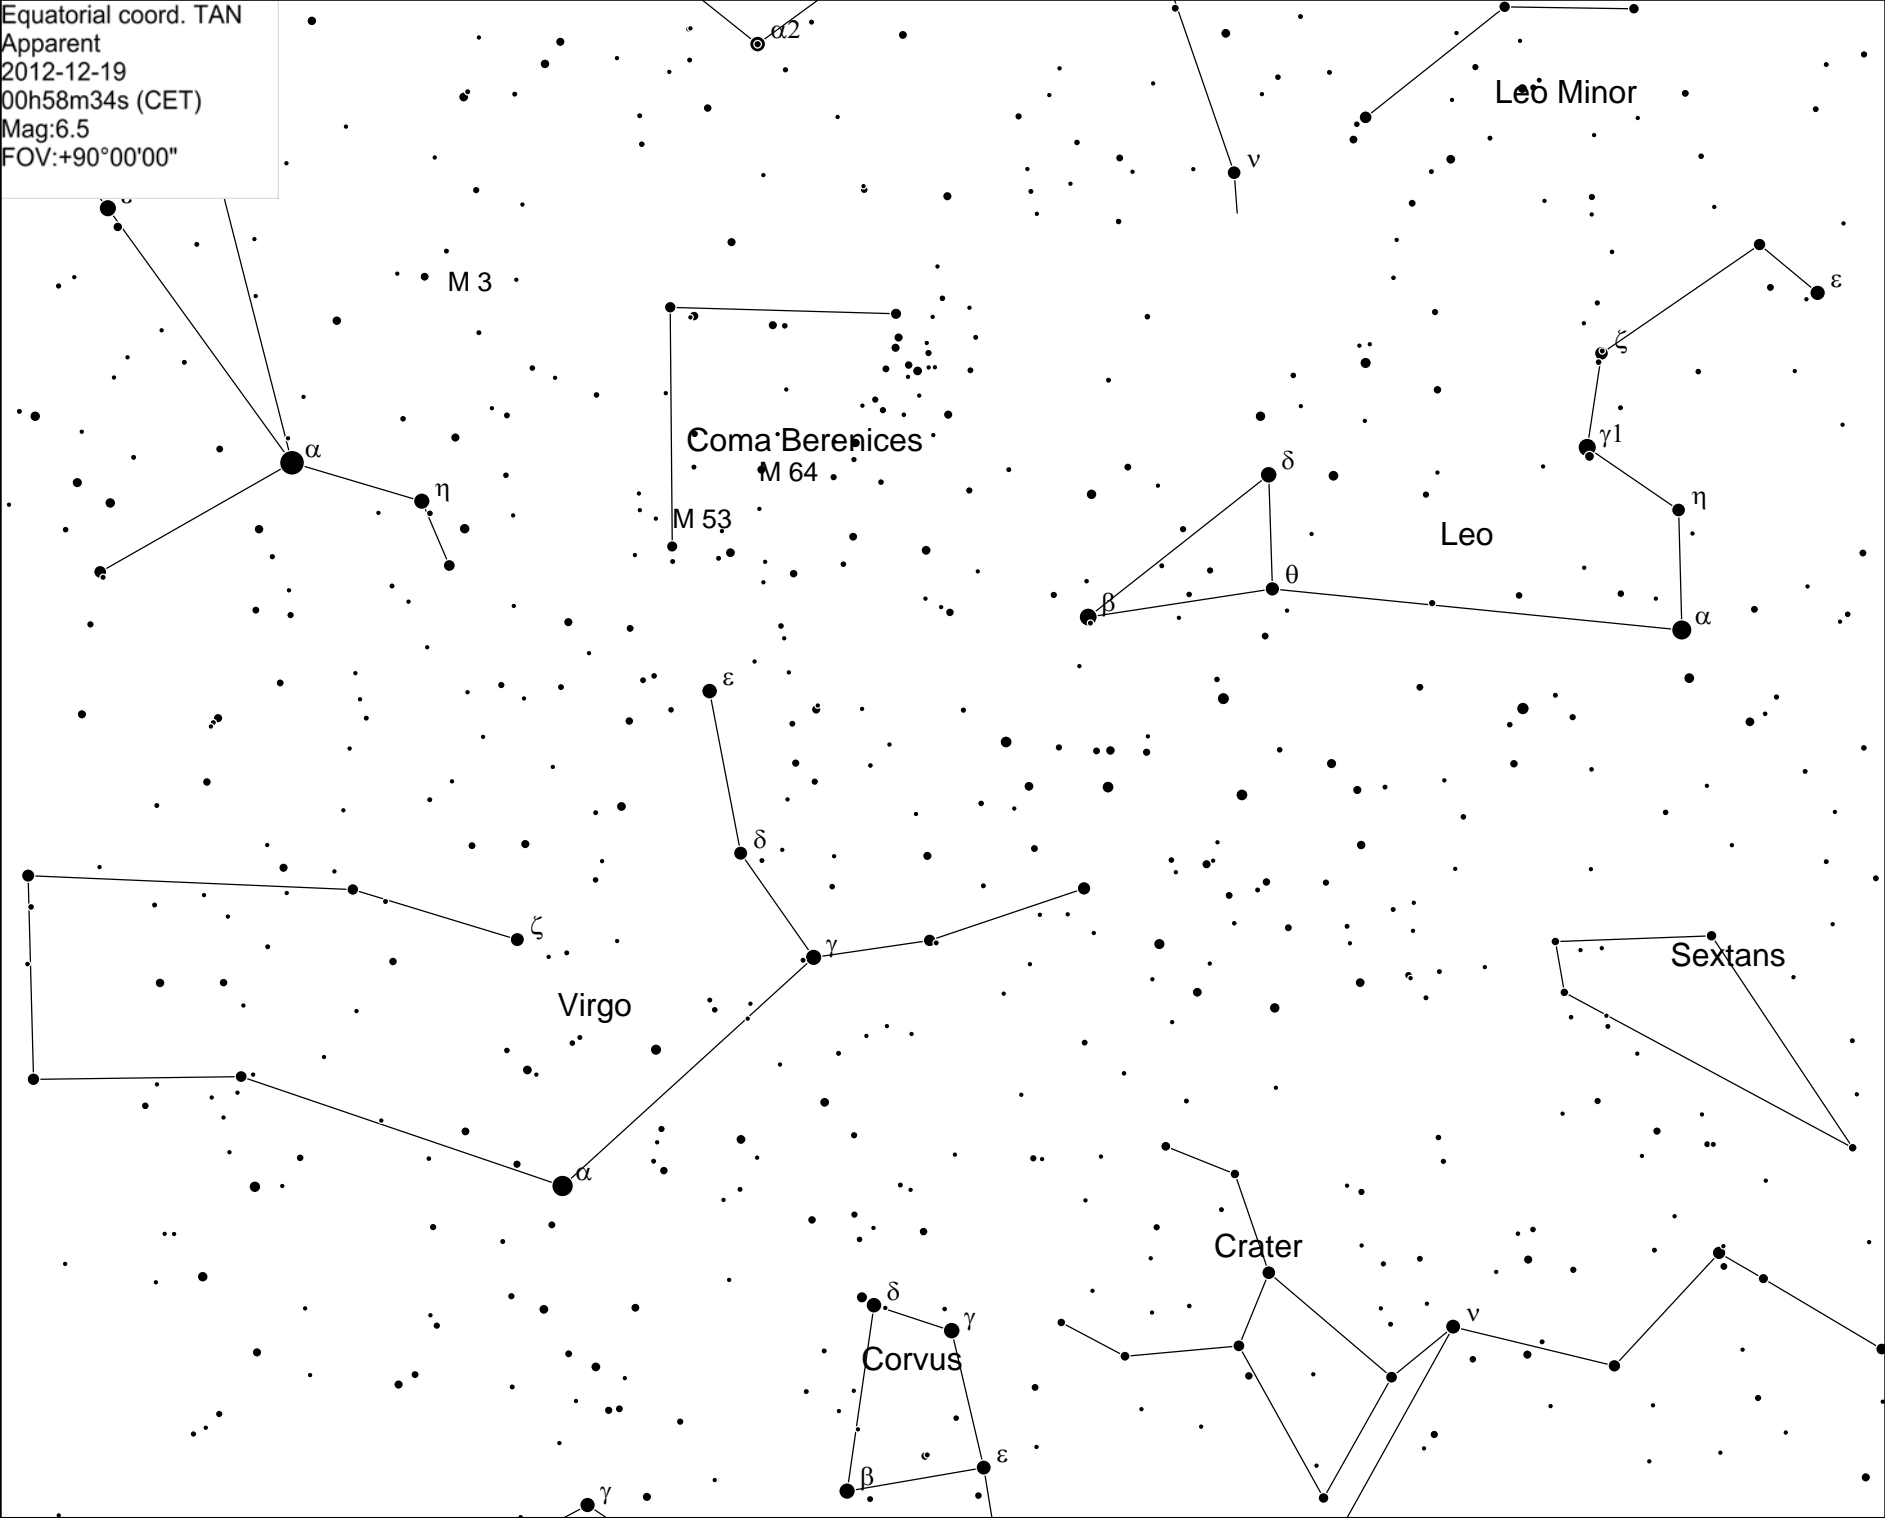 Equatorial coord. TAN
Apparent
2012-12-19
00h58m34s (CET)
Mag:6.5
FOV:+90°00'00"
α2
Leo Minor
ν
M 3
ε
ζ
Coma Berenices
γ1
α
δ
M 64
η
η
M 53
Leo
θ
β
α
ε
δ
ζ
γ
Sextans
Virgo
α
Crater
δ
γ
ν
Corvus
ε
β
γ